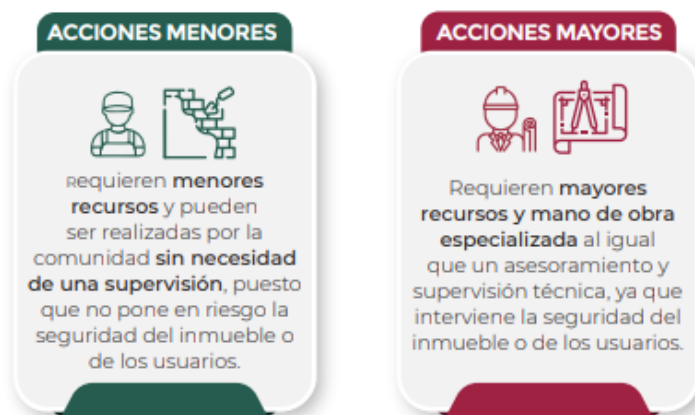 ACCIONES MENORES
Requieren menores
recursos y pueden
ser realizadas por la
comunidad sin necesidad
de una supervisión, puesto
que no pone en riesgo la
seguridad del inmueble o
de los usuarios.
ACCIONES MAYORES
Requieren mayores
recursos y mano de obra
especializada al igual
que un asesoramiento y
supervisión técnica, ya que
interviene la seguridad del
inmueble o de los usuarios.